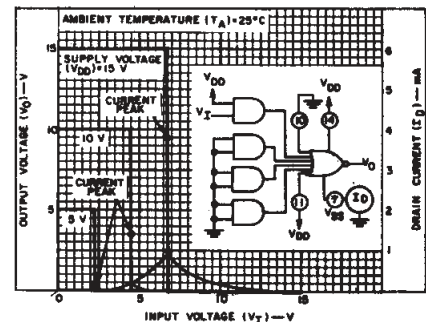 AMBIENT TEMPERATURE (TA)=25°C
SUPPLY VOLTAGE
(VDD)=15 V
CURRENT
PEAK
10 V
CURRENT
PEAK
5 V
VDD
VI
VDD
10
14
VO
11
7
ID
VSS
VDD
OUTPUT VOLTAGE (VO)—V
15
10
5
DRAIN CURRENT (ID)—mA
6
5
4
3
2
1
0
5
10
15
INPUT VOLTAGE (VI)—V